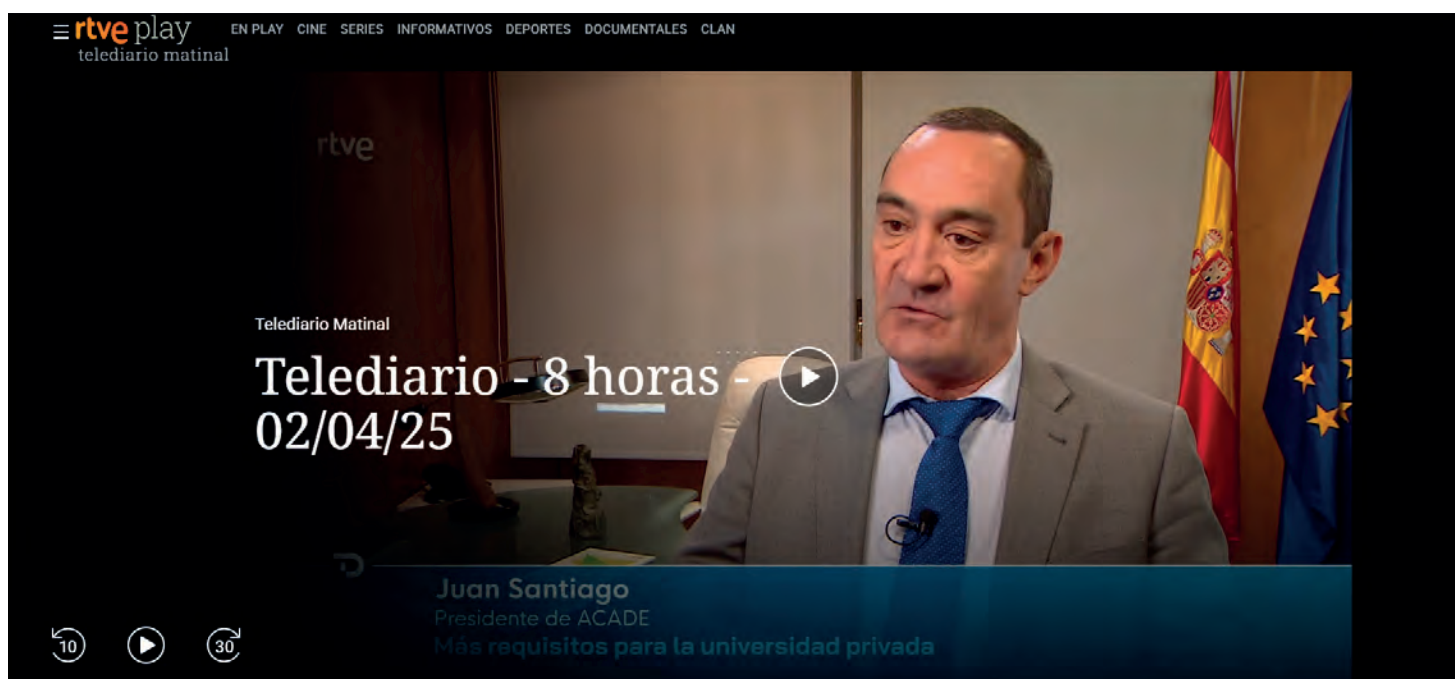 rtve play EN PLAY CINE SERIES INFORMATIVOS DEPORTES DOCUMENTALES CLAN
telediario matinal
rtve
Telediario Matinal
Telediario - 8 horas -
02/04/25
Juan Santiago
Presidente de ACADE
Más requisitos para la universidad privada
10 30